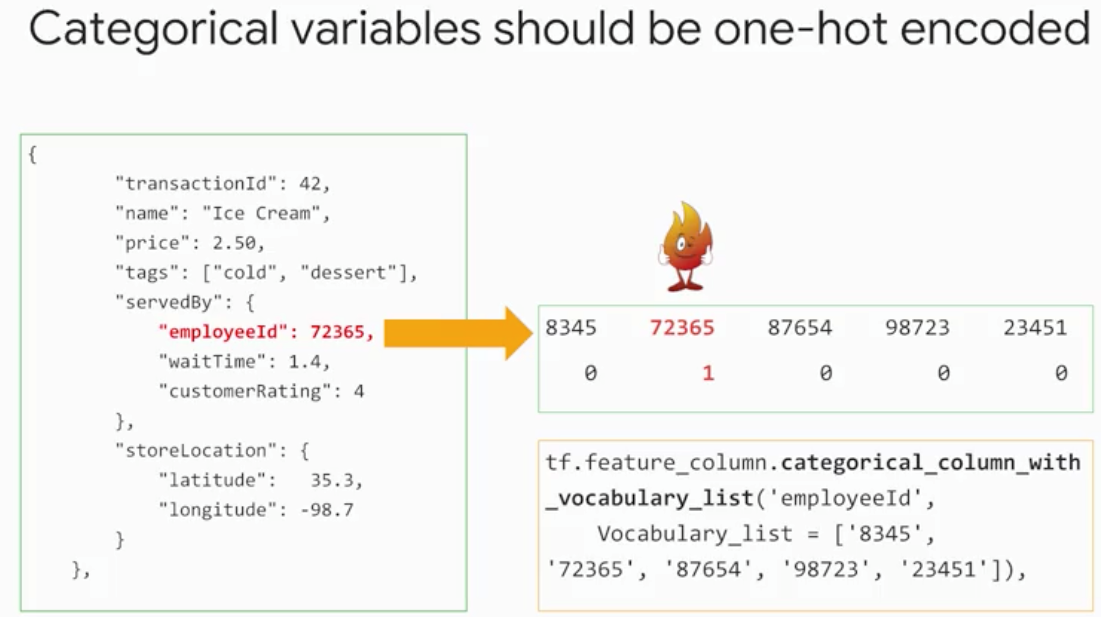 Categorical variables should be one-hot encoded
{
"transactionId": 42,
"name": "Ice Cream",
"price": 2.50,
"tags": ["cold", "dessert"],
"servedBy": {
"employeeId": 72365,
"waitTime": 1.4,
"customerRating": 4
},
"storeLocation": {
"latitude": 35.3,
"longitude": -98.7
}
},
8345 72365 87654 98723 23451
0 1 0 0 0
tf.feature_column.categorical_column_with
_vocabulary_list('employeeId',
Vocabulary_list = ['8345',
'72365', '87654', '98723', '23451']),